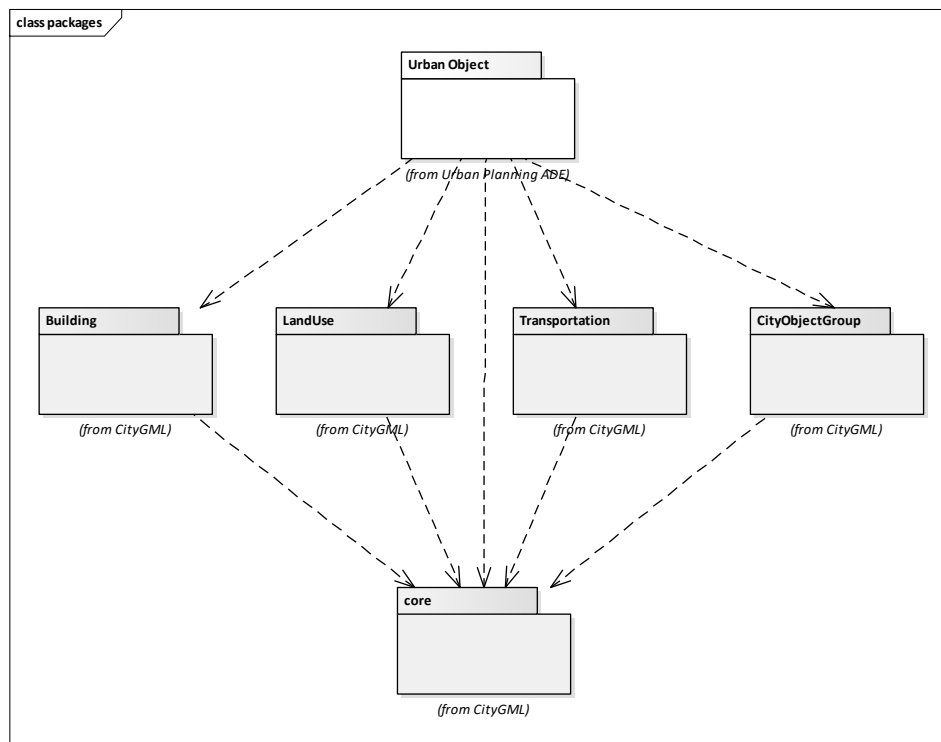 class packages
Urban Object
(from Urban Planning ADE)
Building
LandUse
Transportation
CityObjectGroup
(from CityGML)
(from CityGML)
(from CityGML)
(from CityGML)
core
(from CityGML)